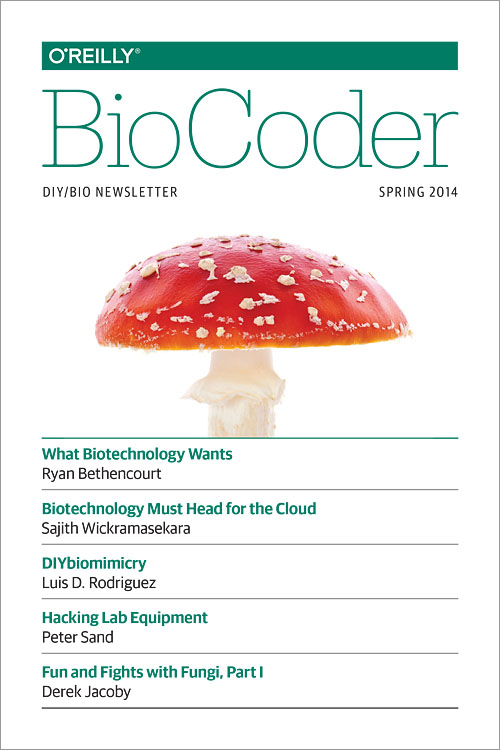 O'REILLY®
BioCoder
DIY/BIO NEWSLETTER SPRING 2014
What Biotechnology Wants
Ryan Bethencourt
Biotechnology Must Head for the Cloud
Sajith Wickramasekara
DIYbiomimicry
Luis D. Rodriguez
Hacking Lab Equipment
Peter Sand
Fun and Fights with Fungi, Part I
Derek Jacoby